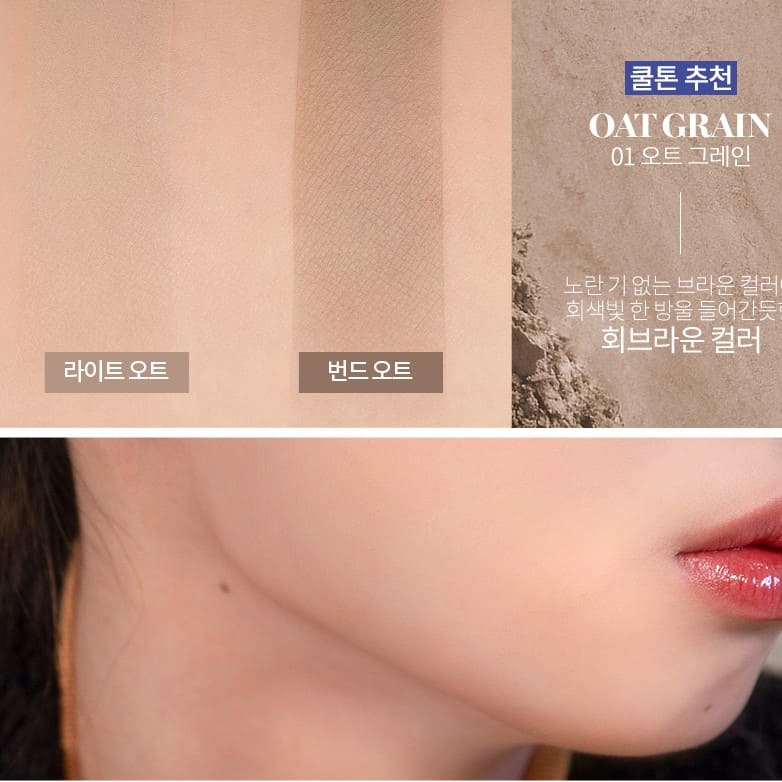 라이트 오트
번드 오트
쿨톤 추천
OAT GRAIN
01 오트 그레인
노란 기 없는 브라운 컬러
회색빛 한 방울 들어간듯
회브라운 컬러